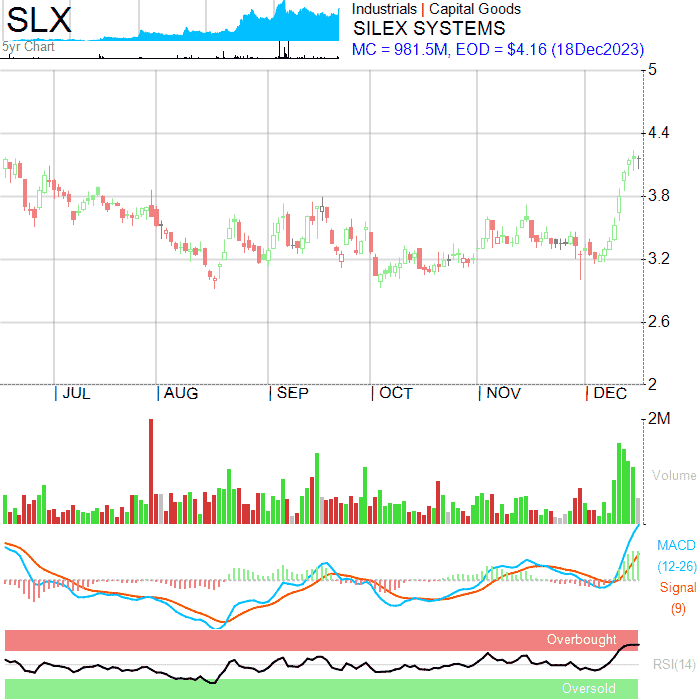 SLX
5yr Chart
Industrials | Capital Goods
SILEX SYSTEMS
MC = 981.5M, EOD = $4.16 (18Dec2023)
5
4.4
3.8
3.2
2.6
2
JUL AUG SEP OCT NOV DEC
2M
Volume
MACD
(12-26)
Signal
(9)
Overbought
RSI(14)
Oversold